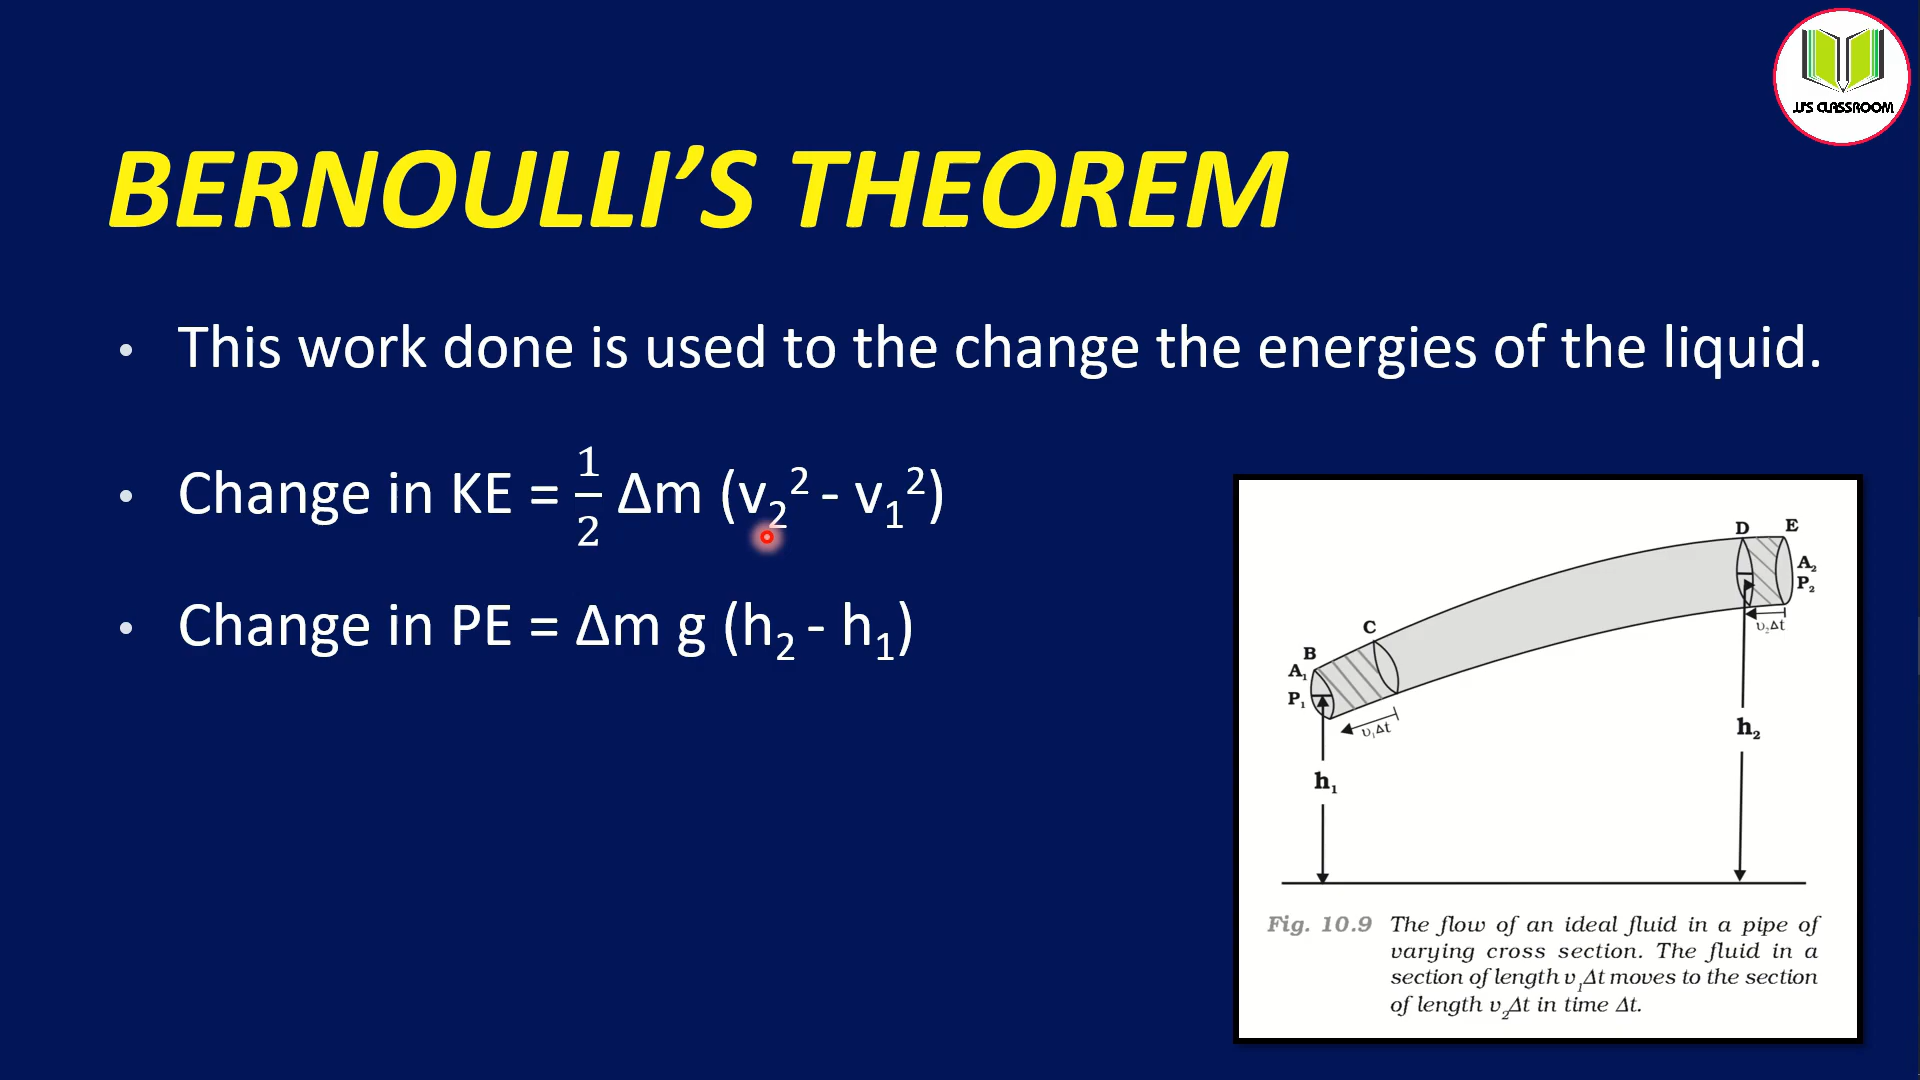 JJ'S CLASSROOM
BERNOULLI'S THEOREM
• This work done is used to the change the energies of the liquid.
• Change in KE = 1/2 Δm (v₂² - v₁²)
• Change in PE = Δm g (h₂ - h₁)
D E
A₂
P₂
υ₂Δt
C
B
A₁
P₁
υ₁Δt
h₂
h₁
Fig. 10.9 The flow of an ideal fluid in a pipe of
varying cross section. The fluid in a
section of length υ₁Δt moves to the section
of length υ₂Δt in time Δt.